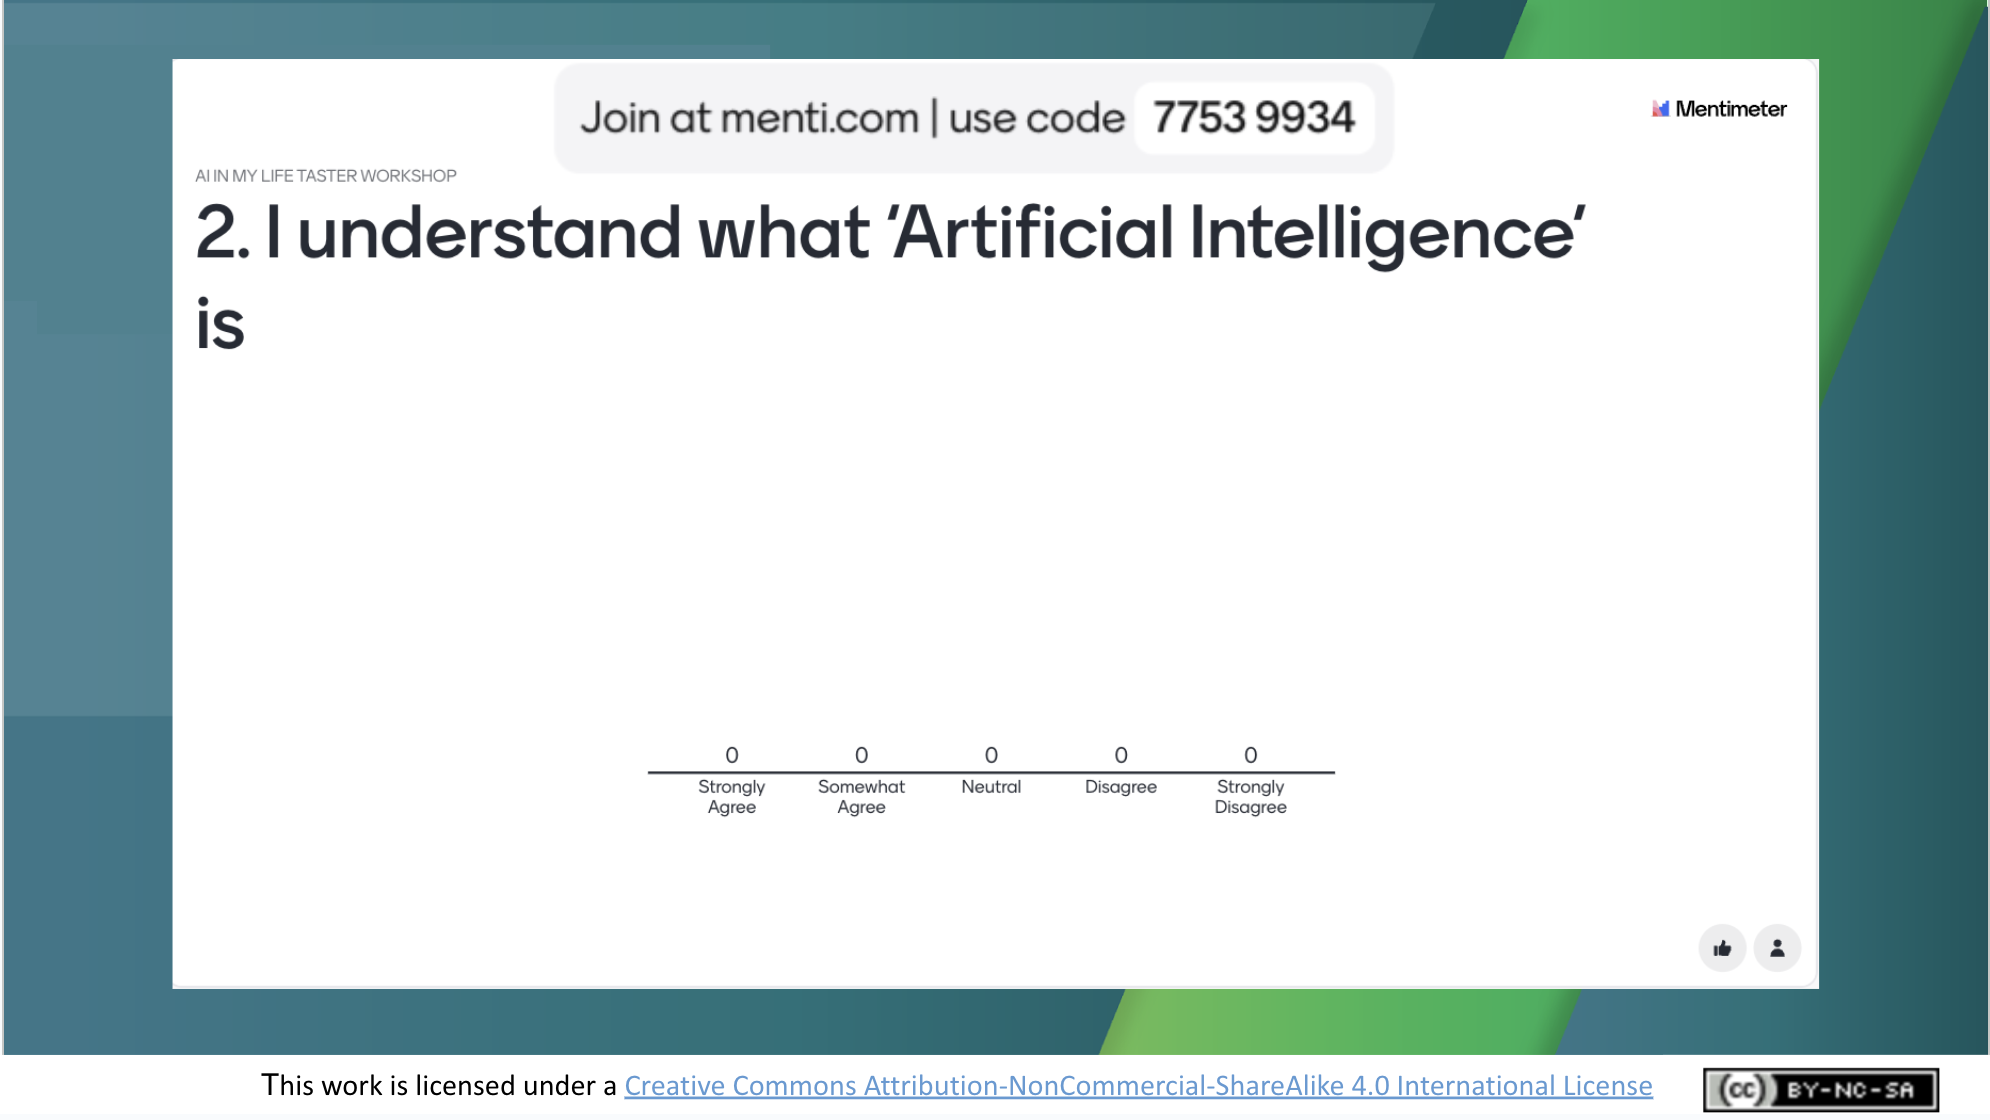 Join at menti.com | use code 7753 9934
Mentimeter
AI IN MY LIFE TASTER WORKSHOP
2. I understand what ‘Artificial Intelligence’
is
0 0 0 0 0
Strongly Somewhat Neutral Disagree Strongly
Agree Agree Disagree
This work is licensed under a Creative Commons Attribution-NonCommercial-ShareAlike 4.0 International License
(cc) BY-NC-SA